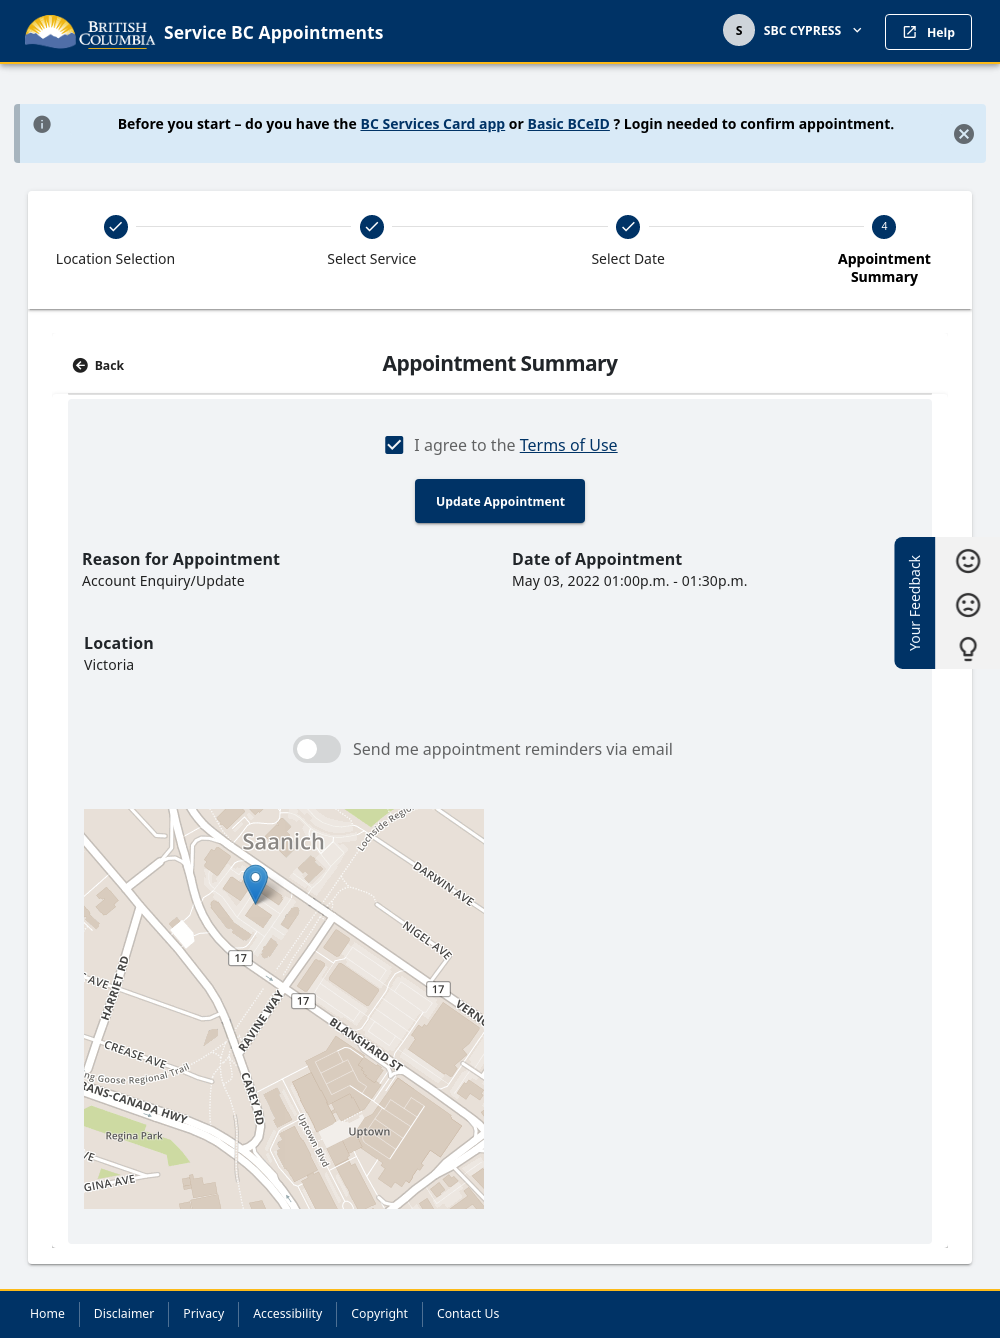 BRITISH
COLUMBIA
Service BC Appointments
S
SBC CYPRESS
Help
Before you start – do you have the BC Services Card app or Basic BCeID ? Login needed to confirm appointment.
Location Selection
Select Service
Select Date
4
Appointment
Summary
Back
Appointment Summary
I agree to the Terms of Use
Update Appointment
Reason for Appointment
Account Enquiry/Update
Date of Appointment
May 03, 2022 01:00p.m. - 01:30p.m.
Your Feedback
Location
Victoria
Send me appointment reminders via email
Saanich
Lochside Regio
DARWIN AVE
NIGEL AVE
17
17
17
AVE
HARRIET RD
RAVINE WAY
VERNO
BLANSHARD ST
CREASE AVE
ng Goose Regional Trail
RANS-CANADA HWY
CAREY RD
Regina Park
Uptown Blvd
Uptown
VE
GINA AVE
Home
Disclaimer
Privacy
Accessibility
Copyright
Contact Us